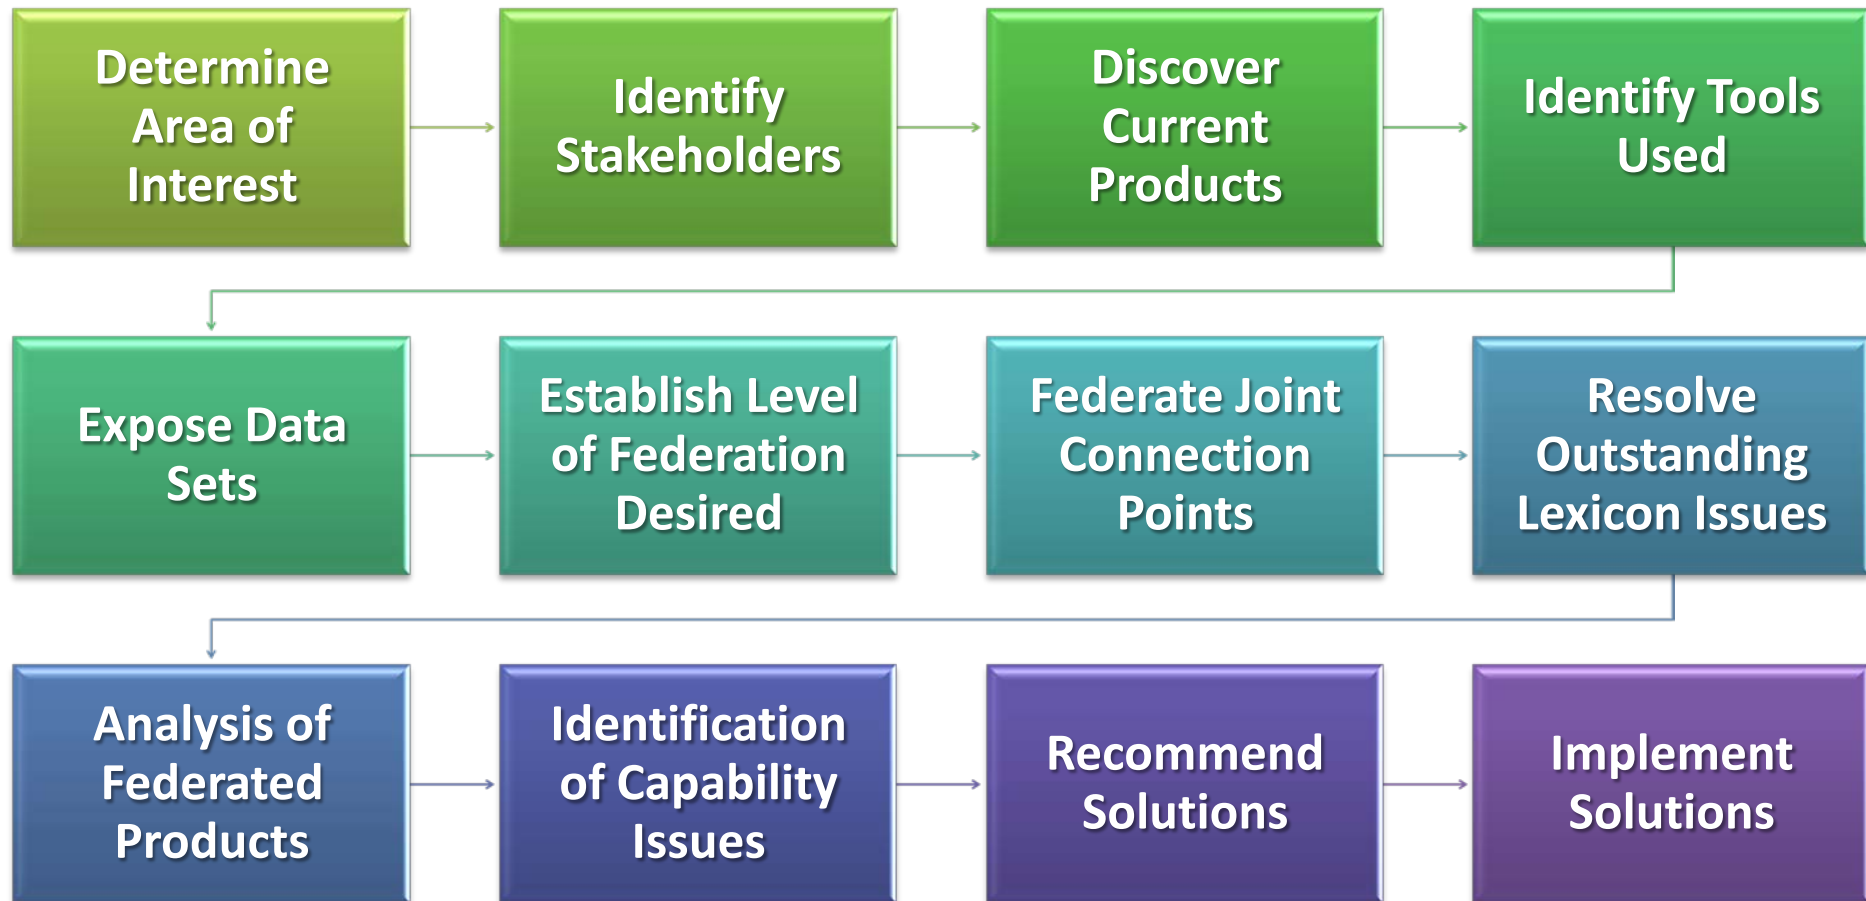 Determine
Area of
Interest
Identify
Stakeholders
Discover
Current
Products
Identify Tools
Used
Expose Data
Sets
Establish Level
of Federation
Desired
Federate Joint
Connection
Points
Resolve
Outstanding
Lexicon Issues
Analysis of
Federated
Products
Identification
of Capability
Issues
Recommend
Solutions
Implement
Solutions